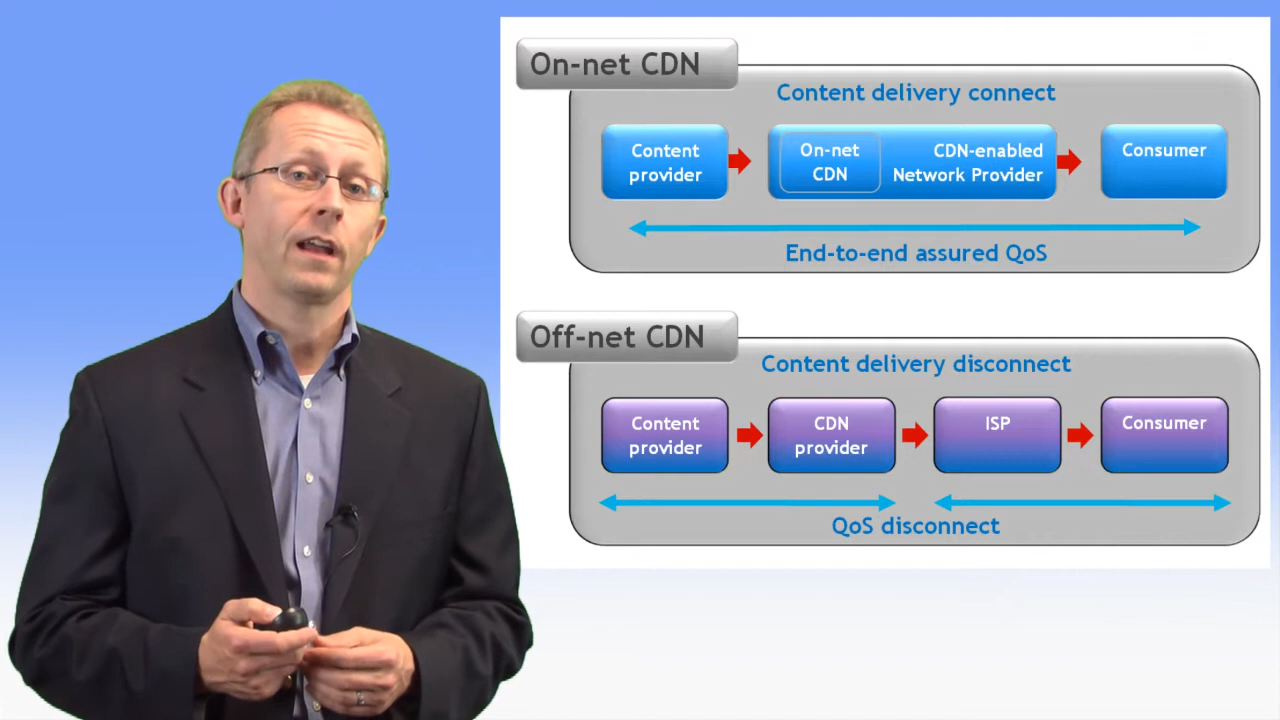 On-net CDN
Content delivery connect
Content
provider
On-net
CDN
CDN-enabled
Network Provider
Consumer
End-to-end assured QoS
Off-net CDN
Content delivery disconnect
Content
provider
CDN
provider
ISP
Consumer
QoS disconnect